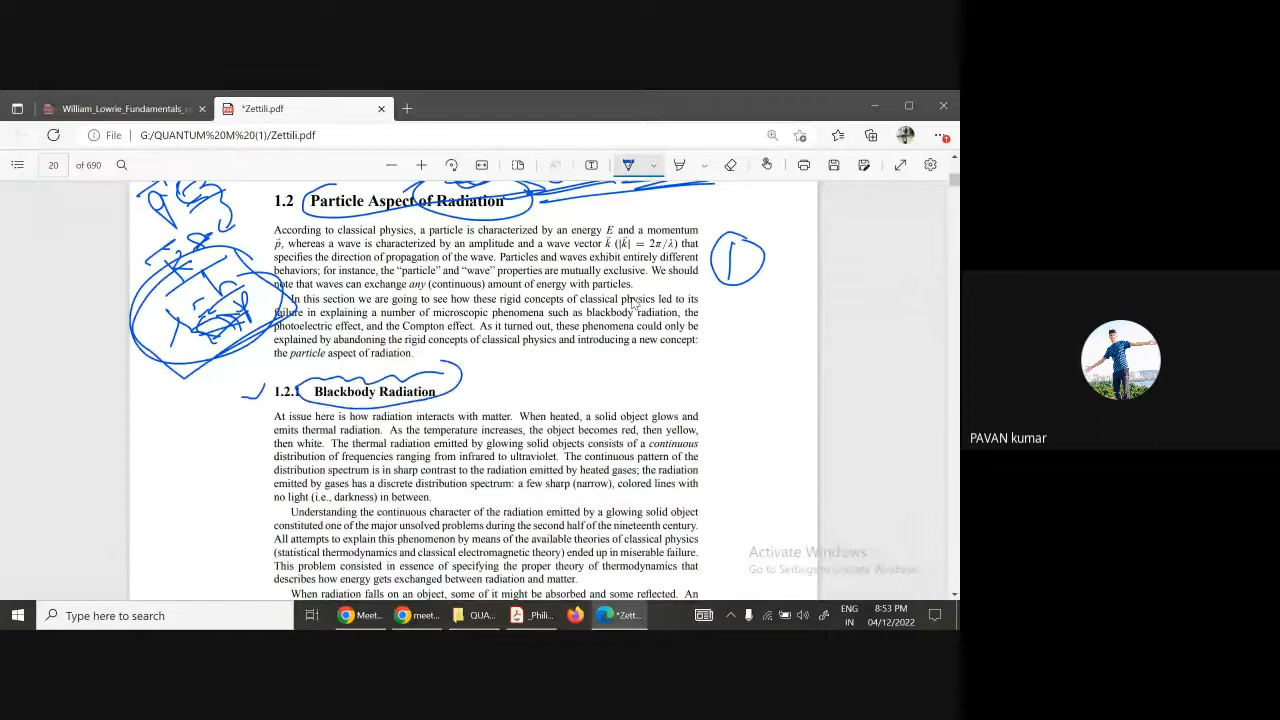 William_Lowrie_Fundamentals_o
*Zettili.pdf
File
G:/QUANTUM%20M%20(1)/Zettili.pdf
20 of 690
1.2 Particle Aspect of Radiation
According to classical physics, a particle is characterized by an energy E and a momentum
p⃗, whereas a wave is characterized by an amplitude and a wave vector k⃗ (|k⃗| = 2π/λ) that
specifies the direction of propagation of the wave. Particles and waves exhibit entirely different
behaviors; for instance, the “particle” and “wave” properties are mutually exclusive. We should
note that waves can exchange any (continuous) amount of energy with particles.
In this section we are going to see how these rigid concepts of classical physics led to its
failure in explaining a number of microscopic phenomena such as blackbody radiation, the
photoelectric effect, and the Compton effect. As it turned out, these phenomena could only be
explained by abandoning the rigid concepts of classical physics and introducing a new concept:
the particle aspect of radiation.
1
1.2.1 Blackbody Radiation
At issue here is how radiation interacts with matter. When heated, a solid object glows and
emits thermal radiation. As the temperature increases, the object becomes red, then yellow,
then white. The thermal radiation emitted by glowing solid objects consists of a continuous
distribution of frequencies ranging from infrared to ultraviolet. The continuous pattern of the
distribution spectrum is in sharp contrast to the radiation emitted by heated gases; the radiation
emitted by gases has a discrete distribution spectrum: a few sharp (narrow), colored lines with
no light (i.e., darkness) in between.
Understanding the continuous character of the radiation emitted by a glowing solid object
constituted one of the major unsolved problems during the second half of the nineteenth century.
All attempts to explain this phenomenon by means of the available theories of classical physics
(statistical thermodynamics and classical electromagnetic theory) ended up in miserable failure.
This problem consisted in essence of specifying the proper theory of thermodynamics that
describes how energy gets exchanged between radiation and matter.
When radiation falls on an object, some of it might be absorbed and some reflected. An
Activate Windows
Go to Settings to activate Windows.
PAVAN kumar
Type here to search
Meet...
meet...
QUA...
_Phili...
*Zett...
ENG
IN
8:53 PM
04/12/2022